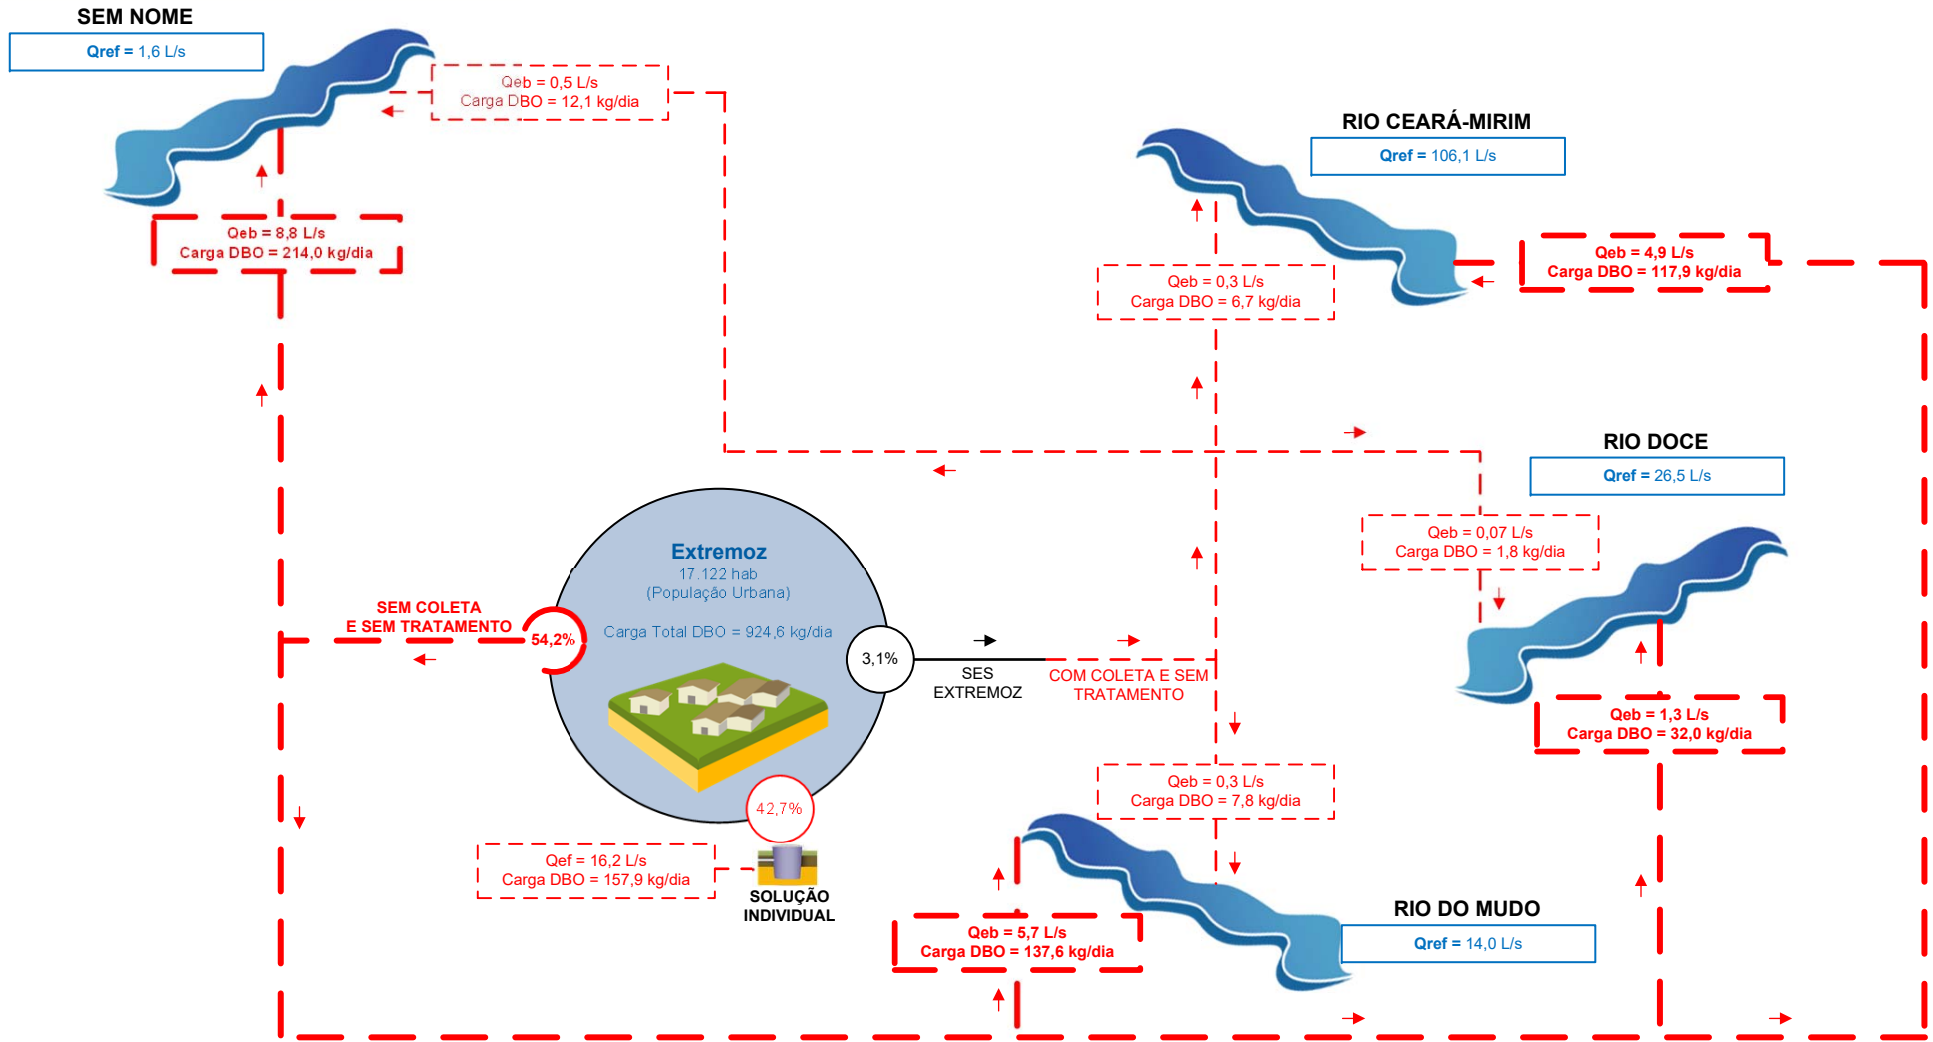 SEM NOME
Qref = 1,6 L/s
Qeb = 0,5 L/s
Carga DBO = 12,1 kg/dia
RIO CEARÁ-MIRIM
Qref = 106,1 L/s
Qeb = 8,8 L/s
Carga DBO = 214,0 kg/dia
Qeb = 4,9 L/s
Carga DBO = 117,9 kg/dia
Qeb = 0,3 L/s
Carga DBO = 6,7 kg/dia
RIO DOCE
Qref = 26,5 L/s
Qeb = 0,07 L/s
Carga DBO = 1,8 kg/dia
Extremoz
17.122 hab
(População Urbana)
Carga Total DBO = 924,6 kg/dia
SEM COLETA
E SEM TRATAMENTO
54,2%
3,1%
SES
EXTREMOZ
COM COLETA E SEM
TRATAMENTO
Qeb = 1,3 L/s
Carga DBO = 32,0 kg/dia
Qeb = 0,3 L/s
Carga DBO = 7,8 kg/dia
42,7%
Qef = 16,2 L/s
Carga DBO = 157,9 kg/dia
SOLUÇÃO
INDIVIDUAL
RIO DO MUDO
Qref = 14,0 L/s
Qeb = 5,7 L/s
Carga DBO = 137,6 kg/dia